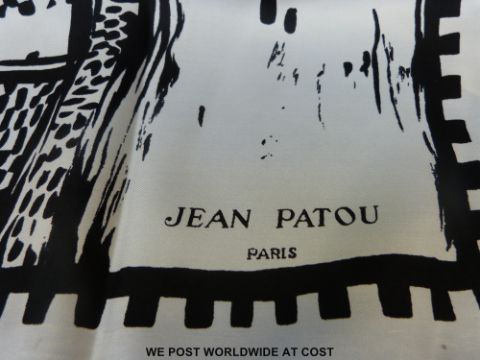 JEAN PATOU
PARIS
WE POST WORLDWIDE AT COST